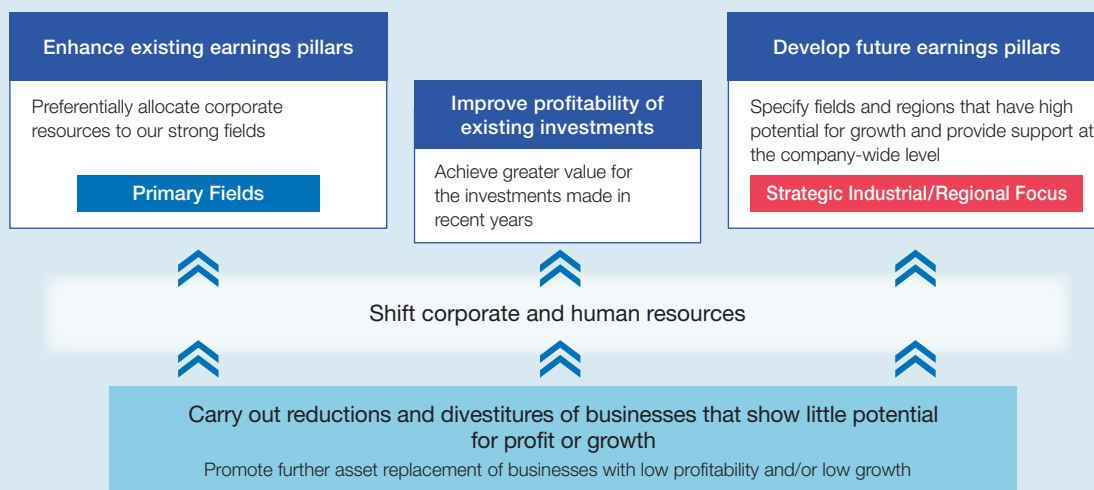 Enhance existing earnings pillars
Preferentially allocate corporate
resources to our strong fields
Primary Fields
Improve profitability of
existing investments
Achieve greater value for
the investments made in
recent years
Develop future earnings pillars
Specify fields and regions that have high
potential for growth and provide support at
the company-wide level
Strategic Industrial/Regional Focus
Shift corporate and human resources
Carry out reductions and divestitures of businesses that show little potential
for profit or growth
Promote further asset replacement of businesses with low profitability and/or low growth